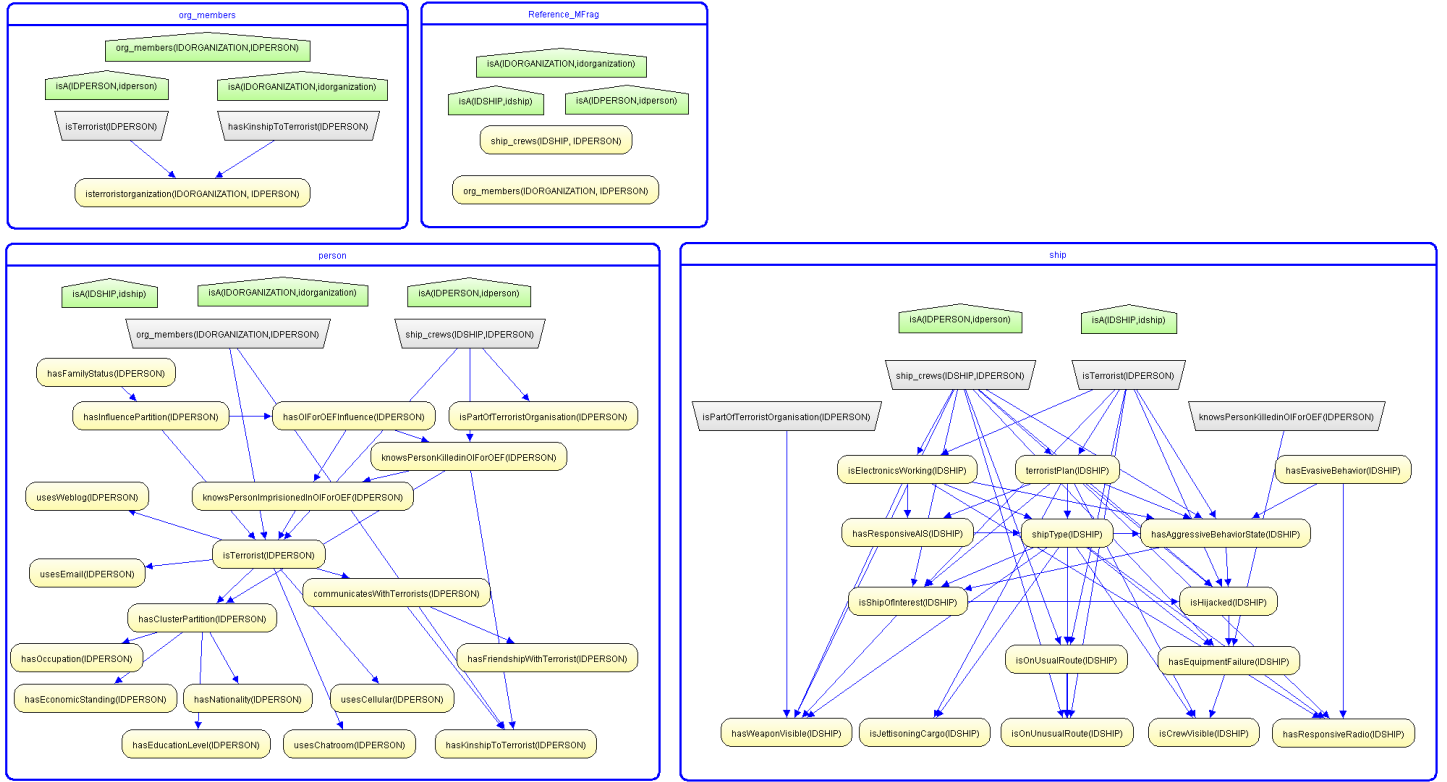 org_members
org_members(IDORGANIZATION,IDPERSON)
isA(IDPERSON,idperson)
isA(IDORGANIZATION,idorganization)
isTerrorist(IDPERSON)
hasKinshipToTerrorist(IDPERSON)
isterroristorganization(IDORGANIZATION, IDPERSON)
Reference_MFrag
isA(IDORGANIZATION,idorganization)
isA(IDSHIP,idship)
isA(IDPERSON,idperson)
ship_crews(IDSHIP, IDPERSON)
org_members(IDORGANIZATION, IDPERSON)
person
isA(IDSHIP,idship)
isA(IDORGANIZATION,idorganization)
isA(IDPERSON,idperson)
org_members(IDORGANIZATION,IDPERSON)
ship_crews(IDSHIP,IDPERSON)
hasFamilyStatus(IDPERSON)
hasInfluencePartition(IDPERSON)
hasOIForOEFInfluence(IDPERSON)
isPartOfTerroristOrganisation(IDPERSON)
knowsPersonKilledinOIForOEF(IDPERSON)
usesWeblog(IDPERSON)
knowsPersonImprisionedInOIForOEF(IDPERSON)
isTerrorist(IDPERSON)
usesEmail(IDPERSON)
communicatesWithTerrorists(IDPERSON)
hasClusterPartition(IDPERSON)
hasOccupation(IDPERSON)
hasFriendshipWithTerrorist(IDPERSON)
hasEconomicStanding(IDPERSON)
hasNationality(IDPERSON)
usesCellular(IDPERSON)
hasEducationLevel(IDPERSON)
usesChatroom(IDPERSON)
hasKinshipToTerrorist(IDPERSON)
ship
isA(IDPERSON,idperson)
isA(IDSHIP,idship)
ship_crews(IDSHIP,IDPERSON)
isTerrorist(IDPERSON)
isPartOfTerroristOrganisation(IDPERSON)
knowsPersonKilledinOIForOEF(IDPERSON)
isElectronicsWorking(IDSHIP)
terroristPlan(IDSHIP)
hasEvasiveBehavior(IDSHIP)
hasResponsiveAIS(IDSHIP)
shipType(IDSHIP)
hasAggressiveBehaviorState(IDSHIP)
isShipOfInterest(IDSHIP)
isHijacked(IDSHIP)
isOnUsualRoute(IDSHIP)
hasEquipmentFailure(IDSHIP)
hasWeaponVisible(IDSHIP)
isJettisoningCargo(IDSHIP)
isOnUnusualRoute(IDSHIP)
isCrewVisible(IDSHIP)
hasResponsiveRadio(IDSHIP)